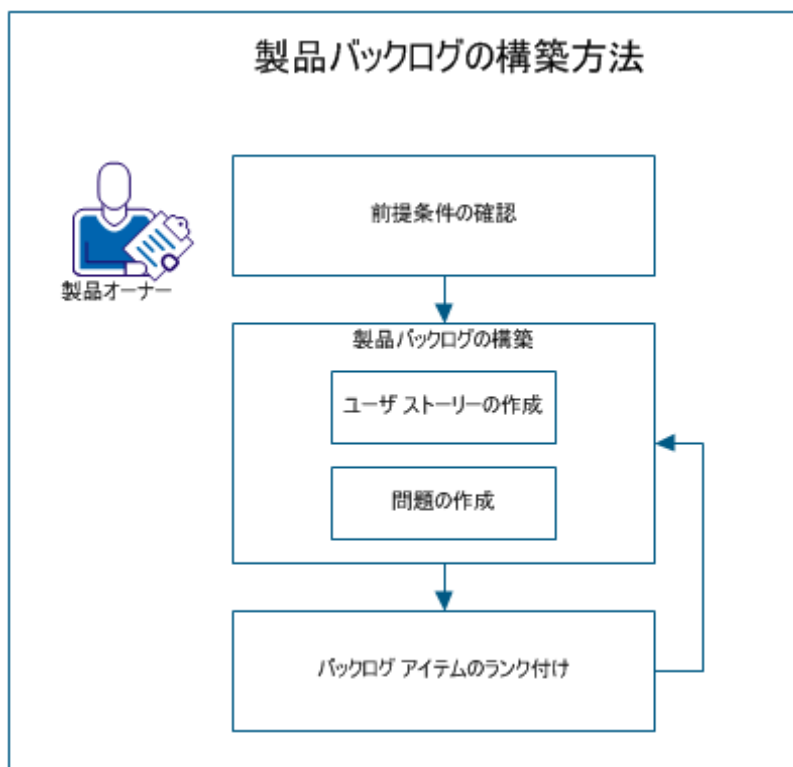 製品バックログの構築方法
前提条件の確認
製品オーナー
製品バックログの構築
ユーザ ストーリーの作成
問題の作成
バックログ アイテムのランク付け